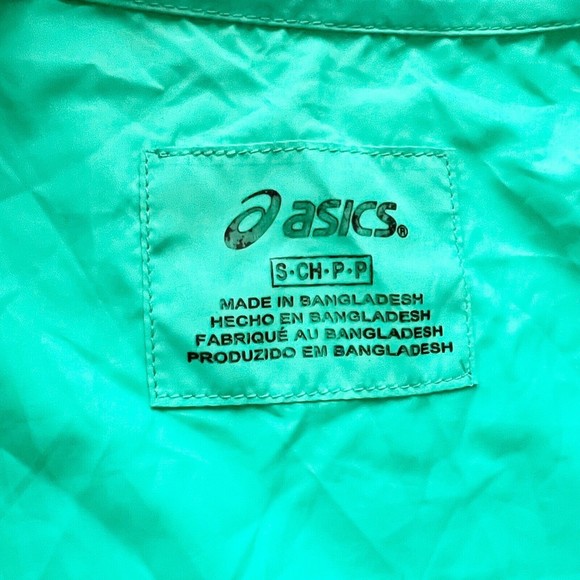 asics®
S·CH·P·P
MADE IN BANGLADESH
HECHO EN BANGLADESH
FABRIQUÉ AU BANGLADESH
PRODUZIDO EM BANGLADESH